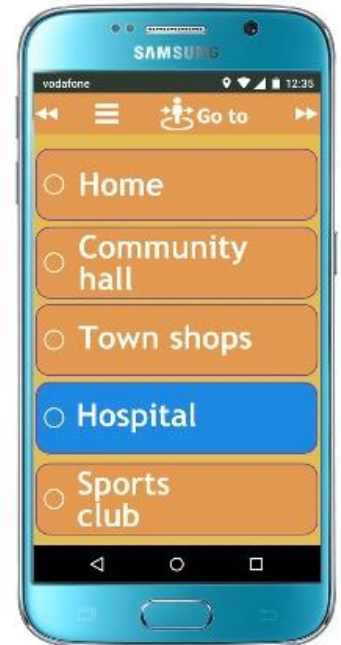 SAMSUNG
vodafone 12:35
Go to
Home
Community
hall
Town shops
Hospital
Sports
club